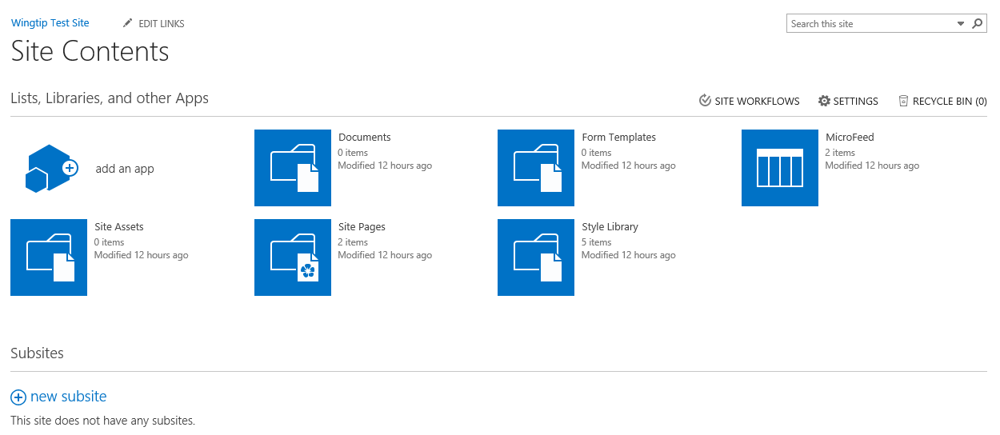 Wingtip Test Site
EDIT LINKS
Search this site
Site Contents
Lists, Libraries, and other Apps
SITE WORKFLOWS
SETTINGS
RECYCLE BIN (0)
add an app
Documents
0 items
Modified 12 hours ago
Form Templates
0 items
Modified 12 hours ago
MicroFeed
2 items
Modified 12 hours ago
Site Assets
0 items
Modified 12 hours ago
Site Pages
2 items
Modified 12 hours ago
Style Library
5 items
Modified 12 hours ago
Subsites
new subsite
This site does not have any subsites.